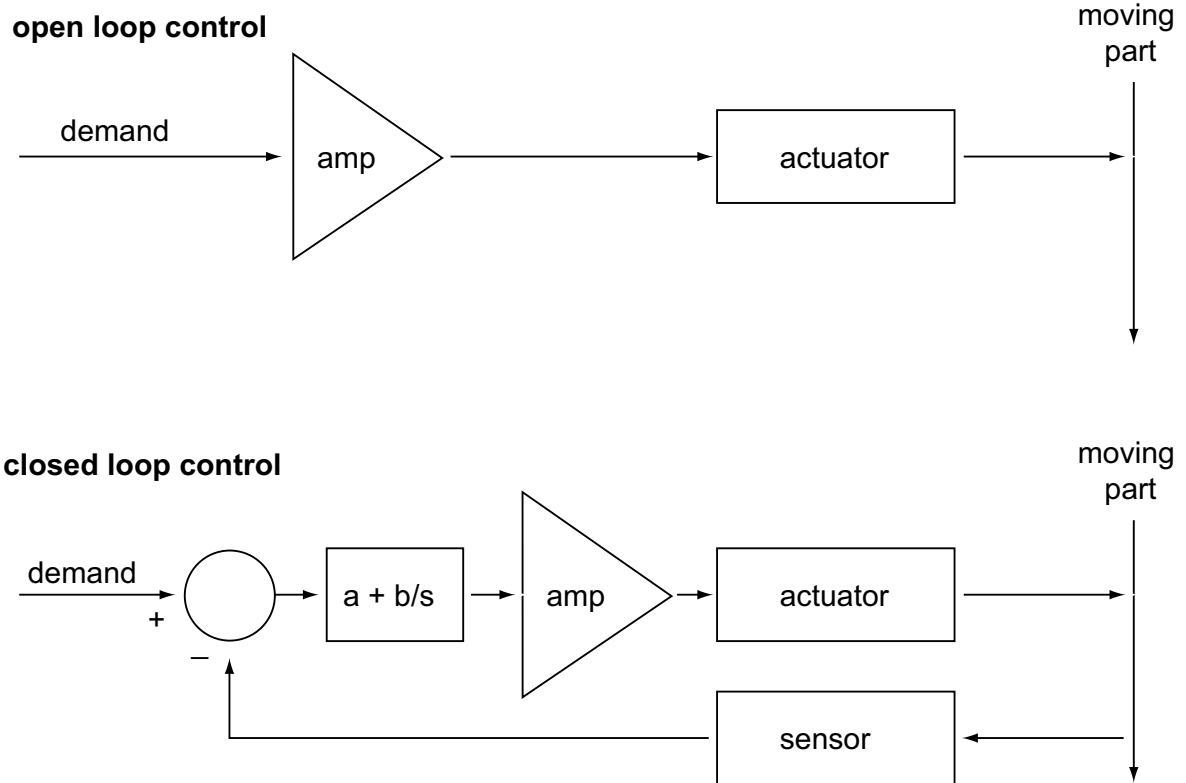 open loop control
moving
part
demand
amp
actuator
closed loop control
moving
part
demand
+
–
a + b/s
amp
actuator
sensor